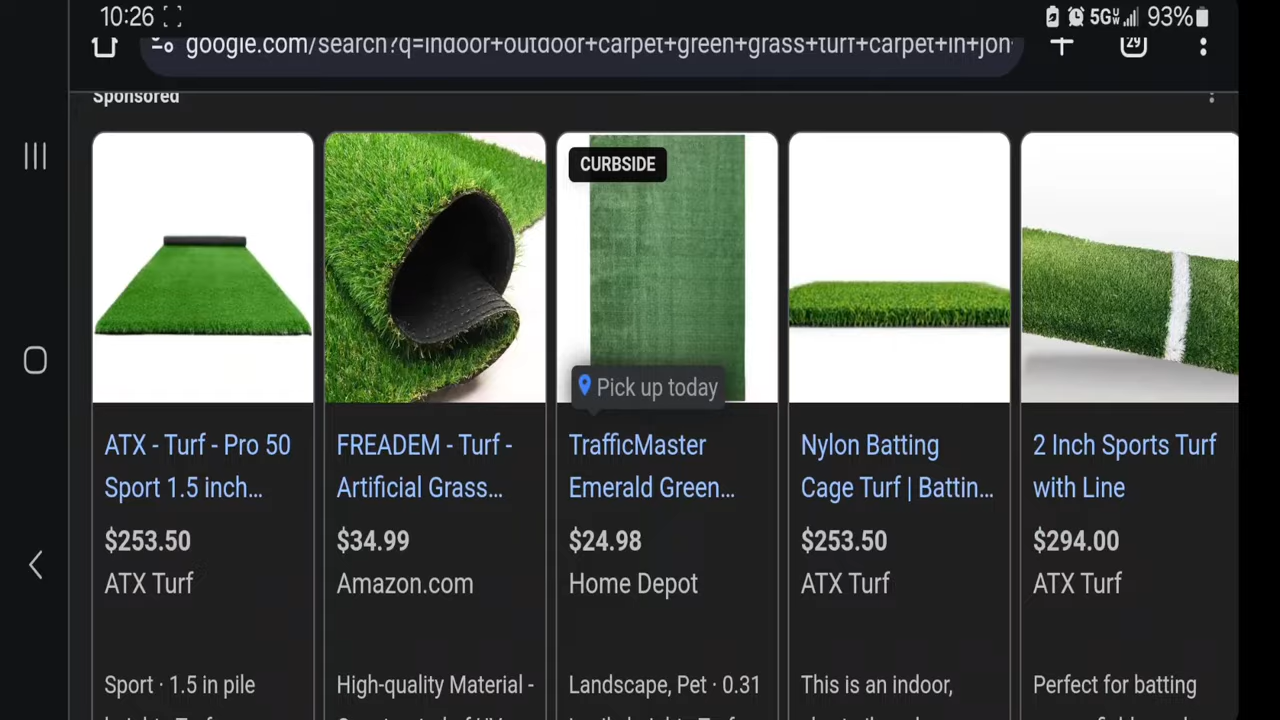 10:26
5G 93%
google.com/search?q=indoor+outdoor+carpet+green+grass+turf+carpet+in+jon
29
Sponsored
CURBSIDE
Pick up today
ATX - Turf - Pro 50
Sport 1.5 inch...
$253.50
ATX Turf
Sport · 1.5 in pile
FREADEM - Turf -
Artificial Grass...
$34.99
Amazon.com
High-quality Material -
TrafficMaster
Emerald Green...
$24.98
Home Depot
Landscape, Pet · 0.31
Nylon Batting
Cage Turf | Battin...
$253.50
ATX Turf
This is an indoor,
2 Inch Sports Turf
with Line
$294.00
ATX Turf
Perfect for batting